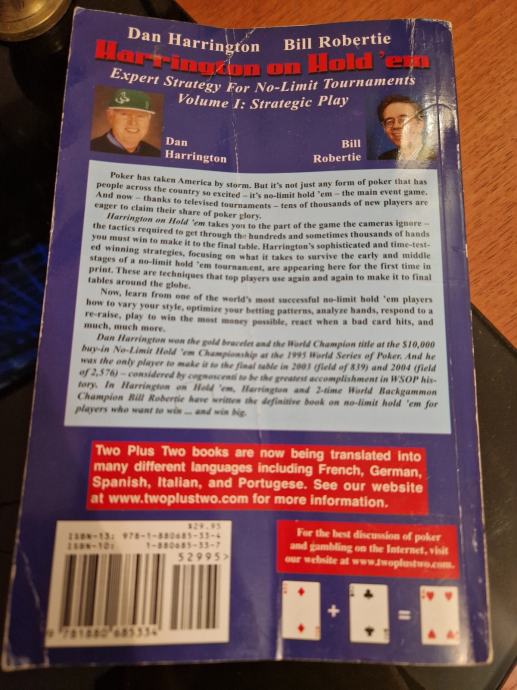 Dan Harrington Bill Robertie
Harrington on Hold 'em
Expert Strategy For No-Limit Tournaments
Volume I: Strategic Play
Dan
Harrington
Bill
Robertie
Poker has taken America by storm. But it's not just any form of poker that has
people across the country so excited – it's no-limit hold 'em – the main event game.
And now – thanks to televised tournaments – tens of thousands of new players are
eager to claim their share of poker glory.
Harrington on Hold 'em takes you to the part of the game the cameras ignore –
the tactics required to get through the hundreds and sometimes thousands of hands
you must win to make it to the final table. Harrington's sophisticated and time-test-
ed winning strategies, focusing on what it takes to survive the early and middle
stages of a no-limit hold 'em tournament, are appearing here for the first time in
print. These are techniques that top players use again and again to make it to final
tables around the globe.
Now, learn from one of the world's most successful no-limit hold 'em players
how to vary your style, optimize your betting patterns, analyze hands, respond to a
re-raise, play to win the most money possible, react when a bad card hits, and
much, much more.
Dan Harrington won the gold bracelet and the World Champion title at the $10,000
buy-in No-Limit Hold 'em Championship at the 1995 World Series of Poker. And he
was the only player to make it to the final table in 2003 (field of 839) and 2004 (field
of 2,576) – considered by cognoscenti to be the greatest accomplishment in WSOP his-
tory. In Harrington on Hold 'em, Harrington and 2-time World Backgammon
Champion Bill Robertie have written the definitive book on no-limit hold 'em for
players who want to win ... and win big.
Two Plus Two books are now being translated into
many different languages including French, German,
Spanish, Italian, and Portugese. See our website
at www.twoplustwo.com for more information.
$29.95
ISBN-13: 978-1-880685-33-4
ISBN-10: 1-880685-33-7
52995>
9 781880 685334
For the best discussion of poker
and gambling on the Internet, visit
our website at www.twoplustwo.com.
+ =